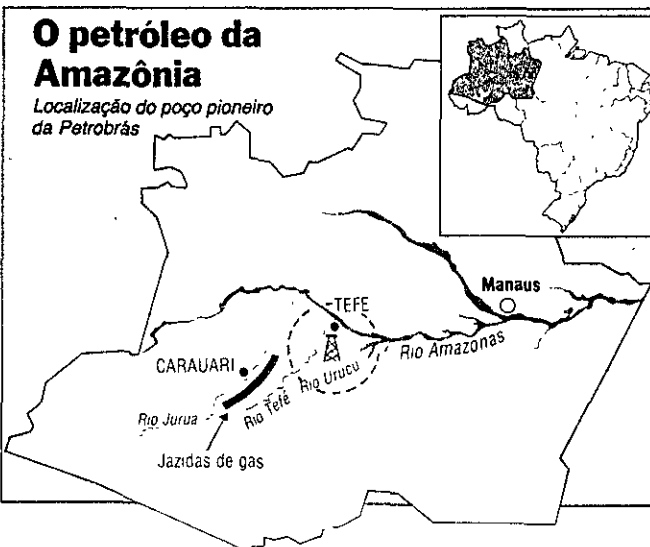 O petróleo da
Amazônia
Localização do poço pioneiro
da Petrobrás
Manaus
TEFE
Rio Amazonas
CARAUARI
Rio Urucu
Rio Tefé
Rio Jurua
Jazidas de gas